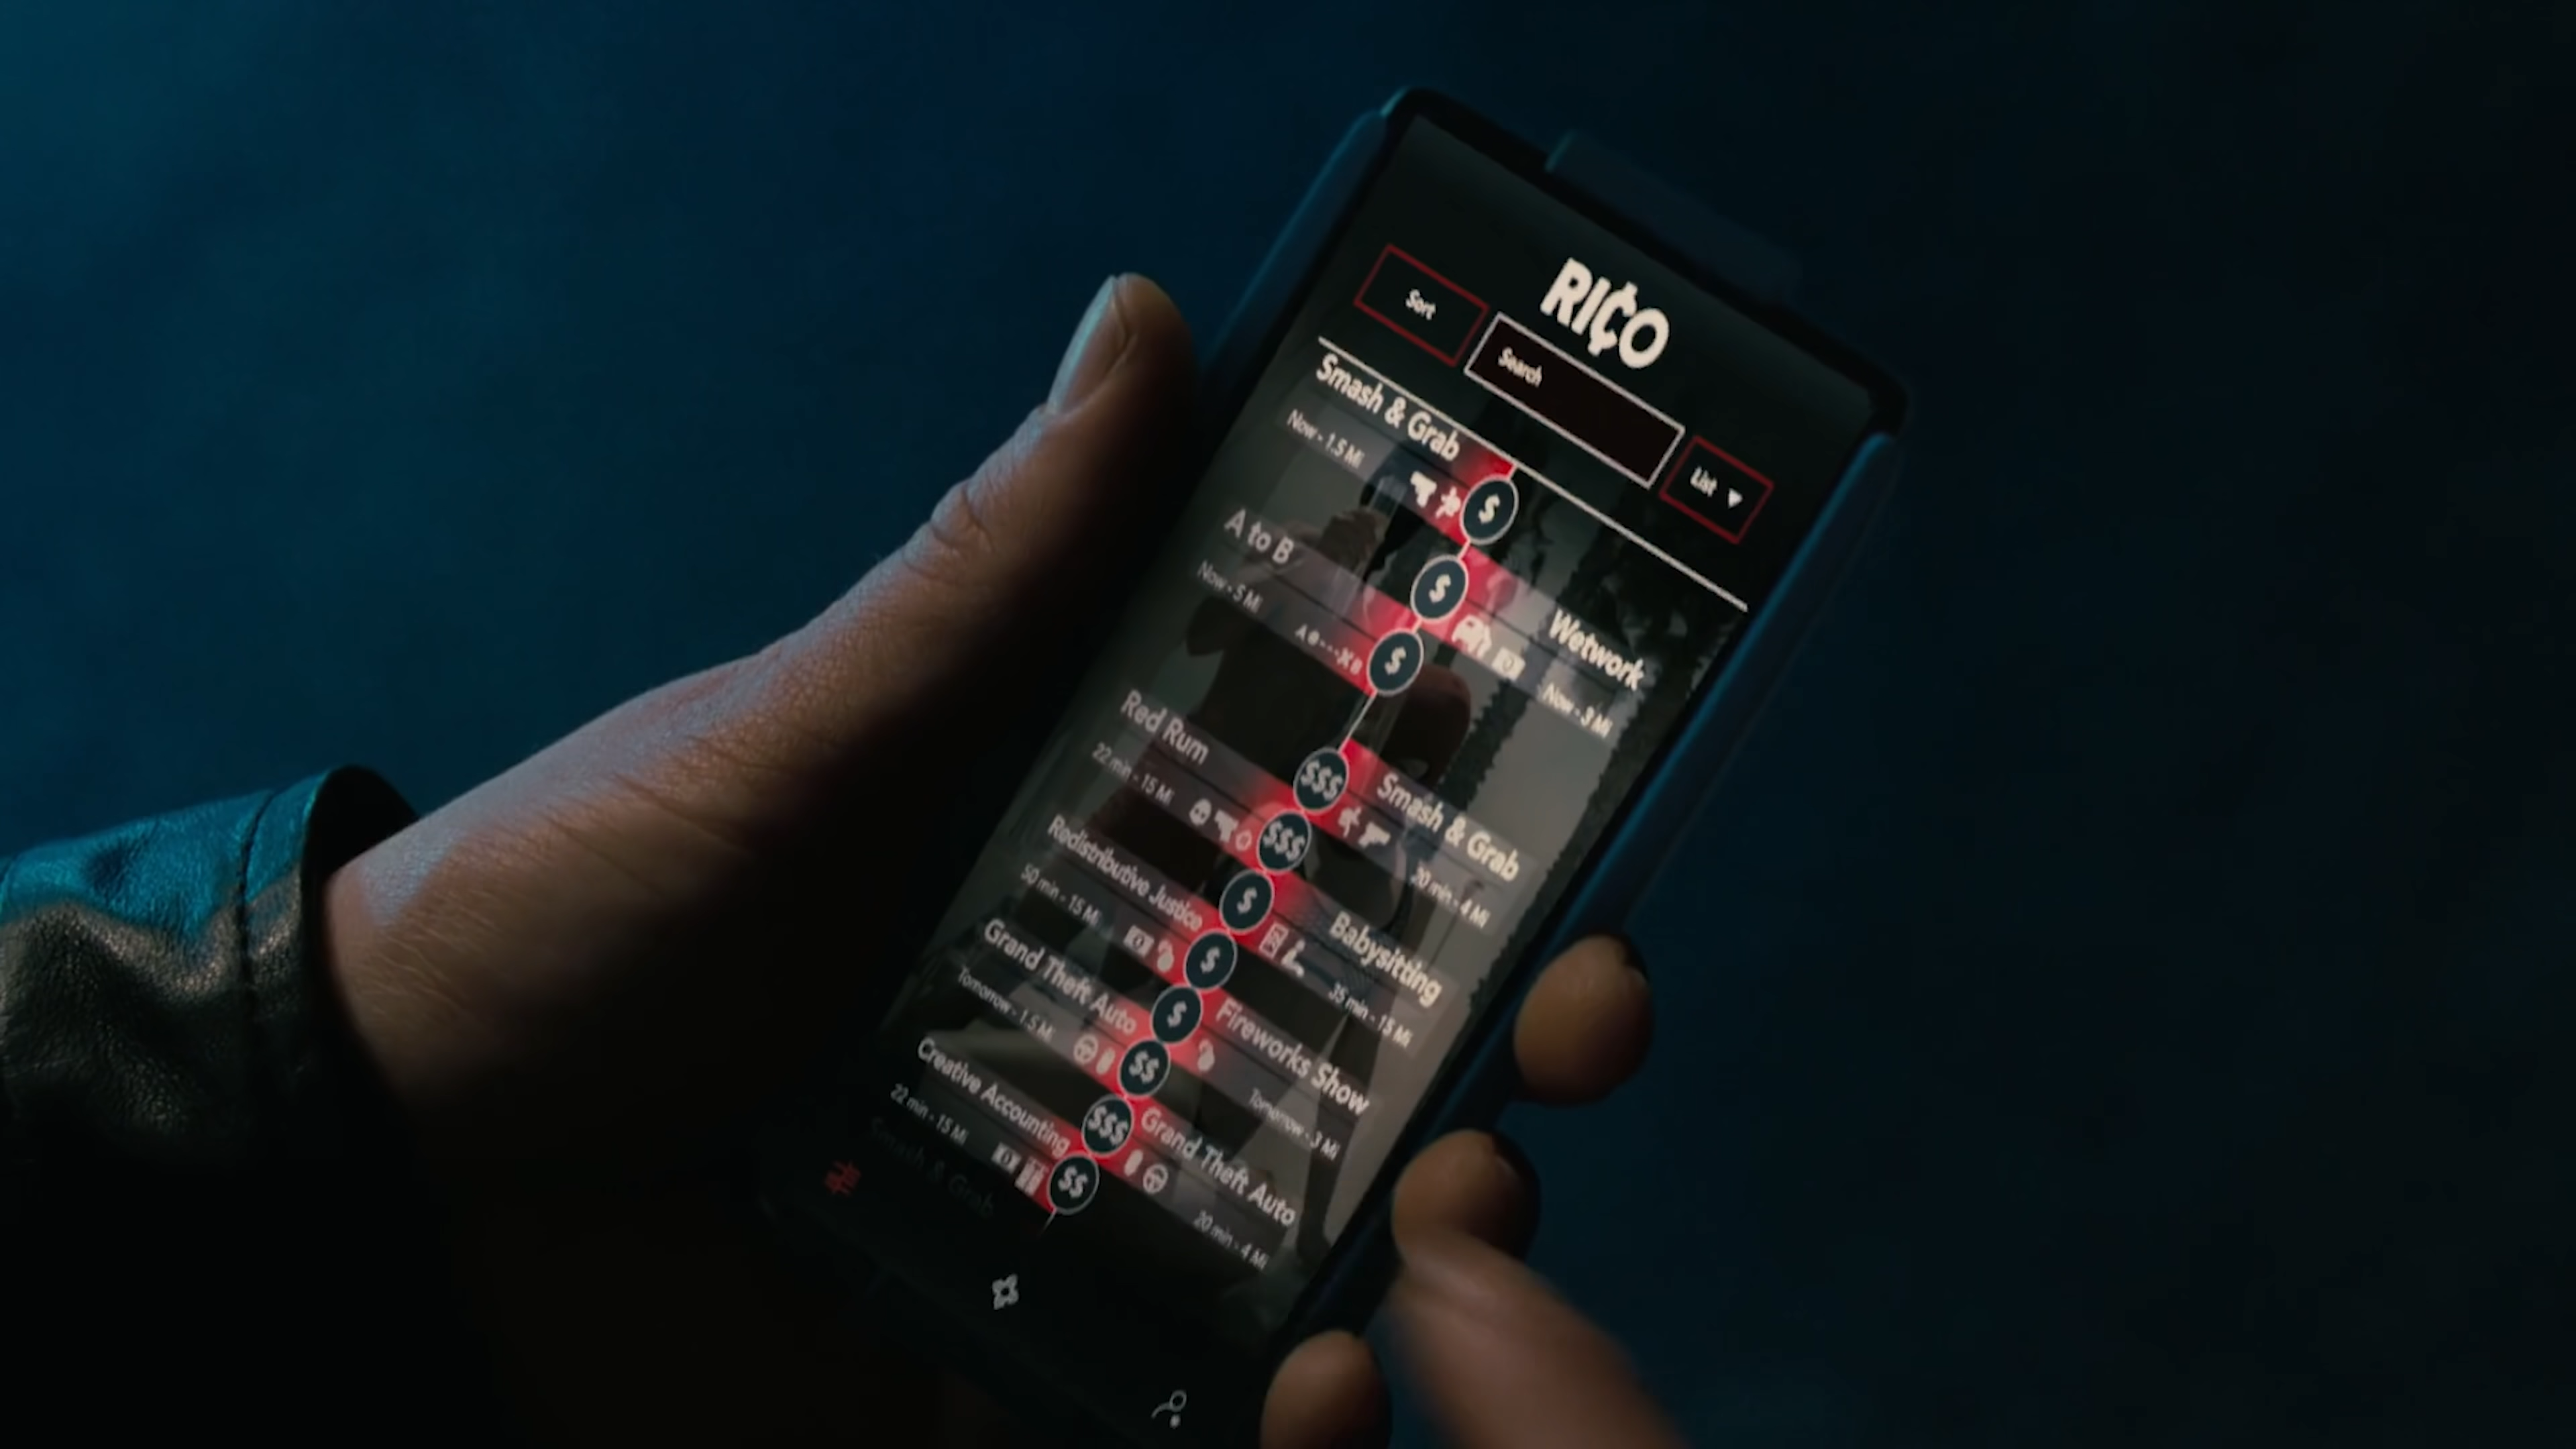 RI¢O
Sort
Search
List
Smash & Grab
Now - 1.5 Mi
$
Wetwork
Now - 3 Mi
$
A to B
Now - 5 Mi
A
B
$
Smash & Grab
20 min - 4 Mi
$$$
Red Rum
22 min - 15 Mi
$$$
Babysitting
35 min - 15 Mi
$
Redistributive Justice
50 min - 15 Mi
$
Fireworks Show
Tomorrow - 3 Mi
$
Grand Theft Auto
Tomorrow - 1.5 Mi
$$
Grand Theft Auto
20 min - 4 Mi
$$$
Creative Accounting
22 min - 15 Mi
$$
Smash & Grab